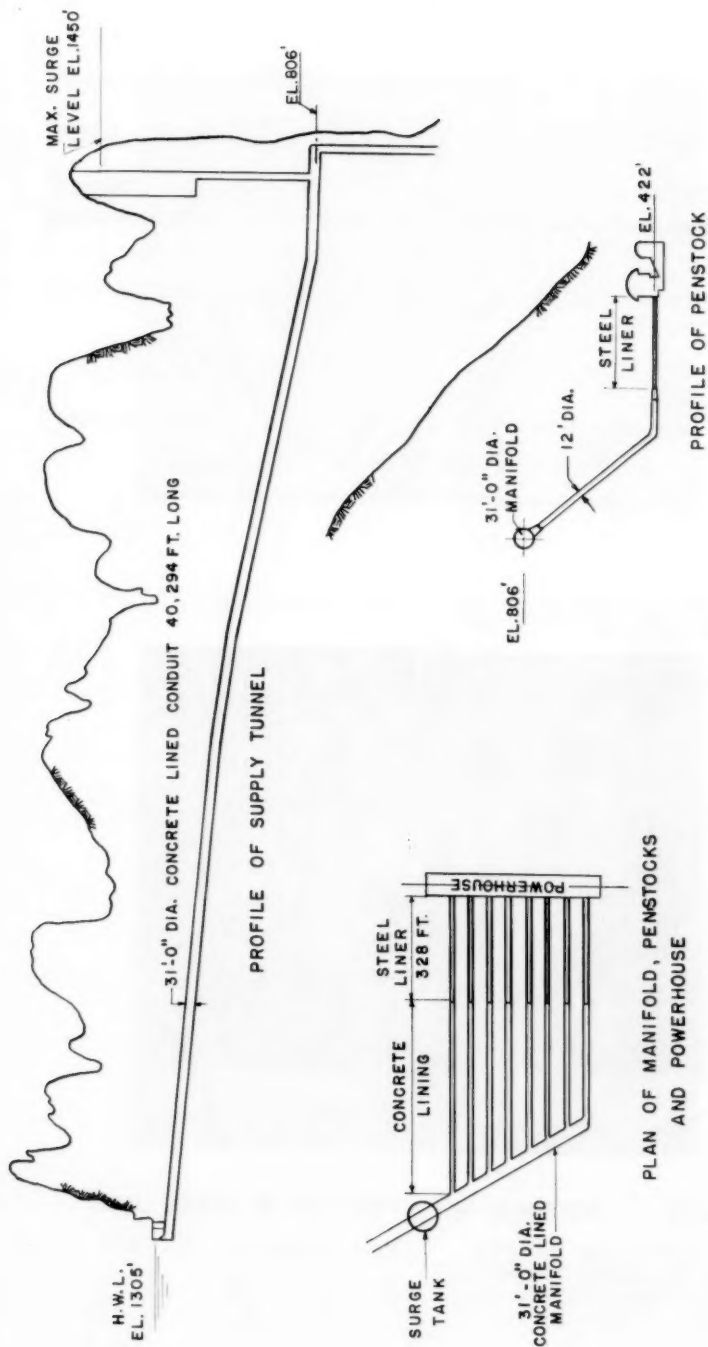 MAX. SURGE
LEVEL EL.1450'
EL.806'
H.W.L.
EL. 1305'
31'-0" DIA. CONCRETE LINED CONDUIT 40,294 FT. LONG
PROFILE OF SUPPLY TUNNEL
SURGE
TANK
CONCRETE
LINING
STEEL
LINER
328 FT.
POWERHOUSE
31'-0" DIA.
CONCRETE LINED
MANIFOLD
PLAN OF MANIFOLD, PENSTOCKS
AND POWERHOUSE
EL.806'
31'-0" DIA.
MANIFOLD
12' DIA.
STEEL
LINER
EL. 422'
PROFILE OF PENSTOCK